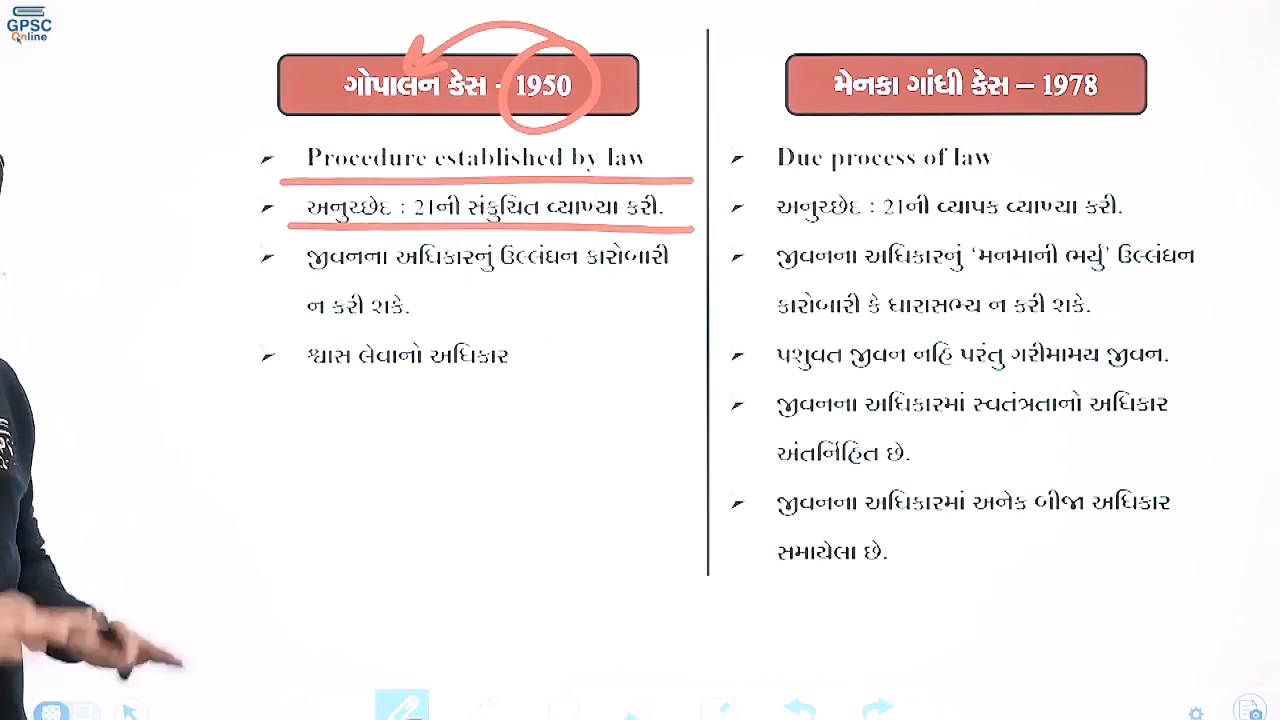 GPSC
Online
ગોપાલન કેસ - 1950
Procedure established by law
અનુચ્છેદ : 21ની સંકુચિત વ્યાખ્યા કરી.
જીવનના અધિકારનું ઉલ્લંઘન કારોબારી
ન કરી શકે.
શ્વાસ લેવાનો અધિકાર
મેનકા ગાંધી કેસ – 1978
Due process of law
અનુચ્છેદ : 21ની વ્યાપક વ્યાખ્યા કરી.
જીવનના અધિકારનું ‘મનમાની ભર્યુ’ ઉલ્લંઘન
કારોબારી કે ધારાસભ્ય ન કરી શકે.
પશુવત જીવન નહિ પરંતુ ગરીમામય જીવન.
જીવનના અધિકારમાં સ્વતંત્રતાનો અધિકાર
અંતર્નિહિત છે.
જીવનના અધિકારમાં અનેક બીજા અધિકાર
સમાયેલા છે.